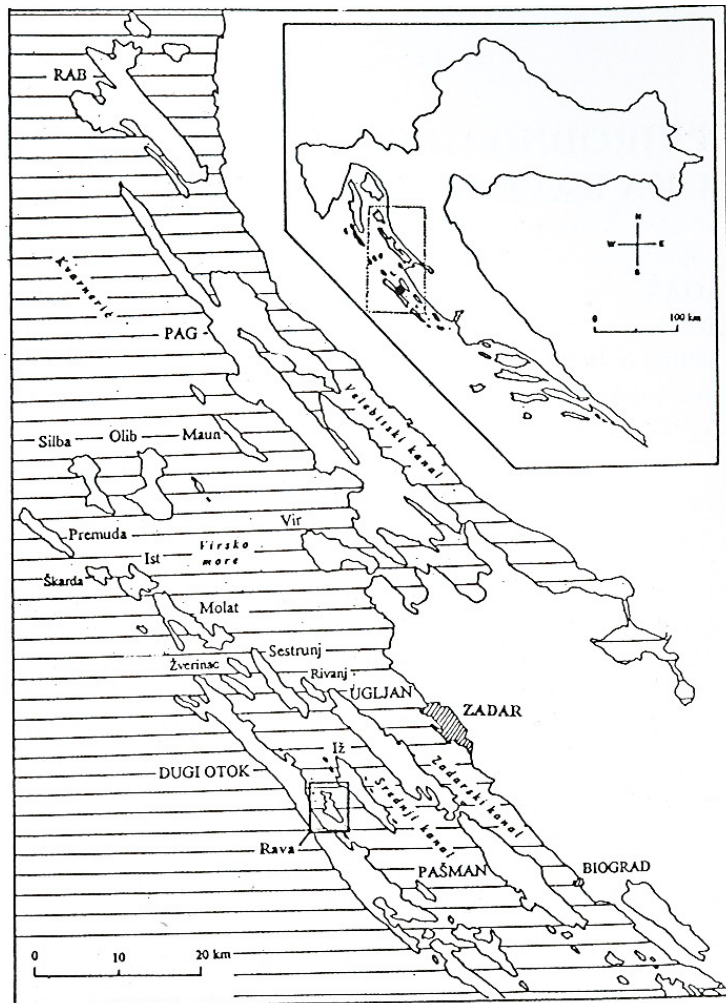 RAB
N
W E
S
0 100 km
Kvarnerić
PAG
Velebitski kanal
Silba
Olib
Maun
Premuda
Vir
Virsko
more
Ist
Škarda
Molat
Sestrunj
Žverinac
Rivanj
UGLJAN
ZADAR
Iž
DUGI OTOK
Zadarski kanal
Srednji kanal
Rava
PAŠMAN
BIOGRAD
0 10 20 km